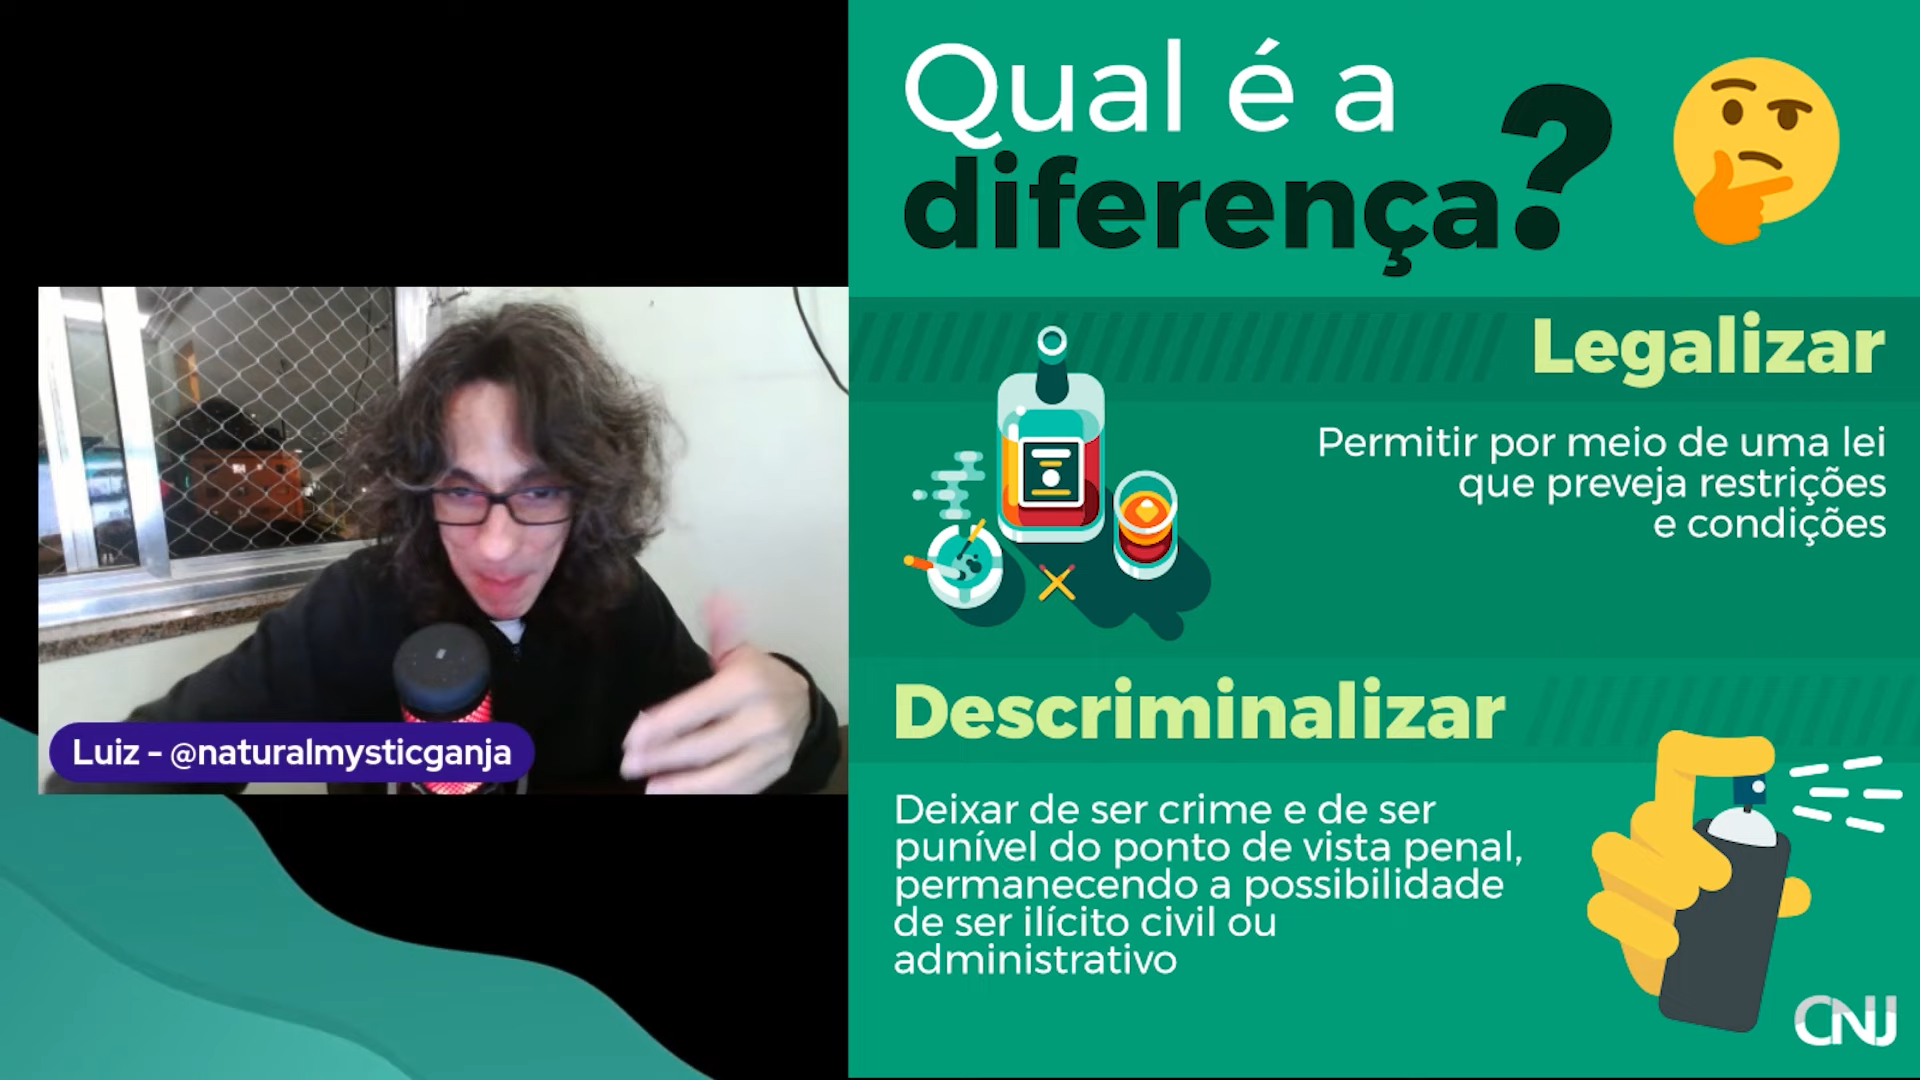 Qual é a
diferença?
Legalizar
Permitir por meio de uma lei
que preveja restrições
e condições
Descriminalizar
Deixar de ser crime e de ser
punível do ponto de vista penal,
permanecendo a possibilidade
de ser ilícito civil ou
administrativo
CNJ
Luiz - @naturalmysticganja